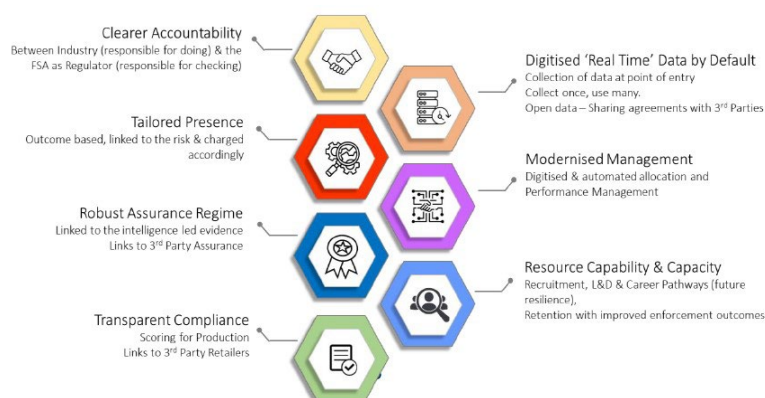 Clearer Accountability
Between Industry (responsible for doing) & the
FSA as Regulator (responsible for checking)
Digitised ‘Real Time’ Data by Default
Collection of data at point of entry
Collect once, use many.
Open data – Sharing agreements with 3rd Parties
Tailored Presence
Outcome based, linked to the risk & charged
accordingly
Modernised Management
Digitised & automated allocation and
Performance Management
Robust Assurance Regime
Linked to the intelligence led evidence
Links to 3rd Party Assurance
Resource Capability & Capacity
Recruitment, L&D & Career Pathways (future
resilience),
Retention with improved enforcement outcomes
Transparent Compliance
Scoring for Production
Links to 3rd Party Retailers